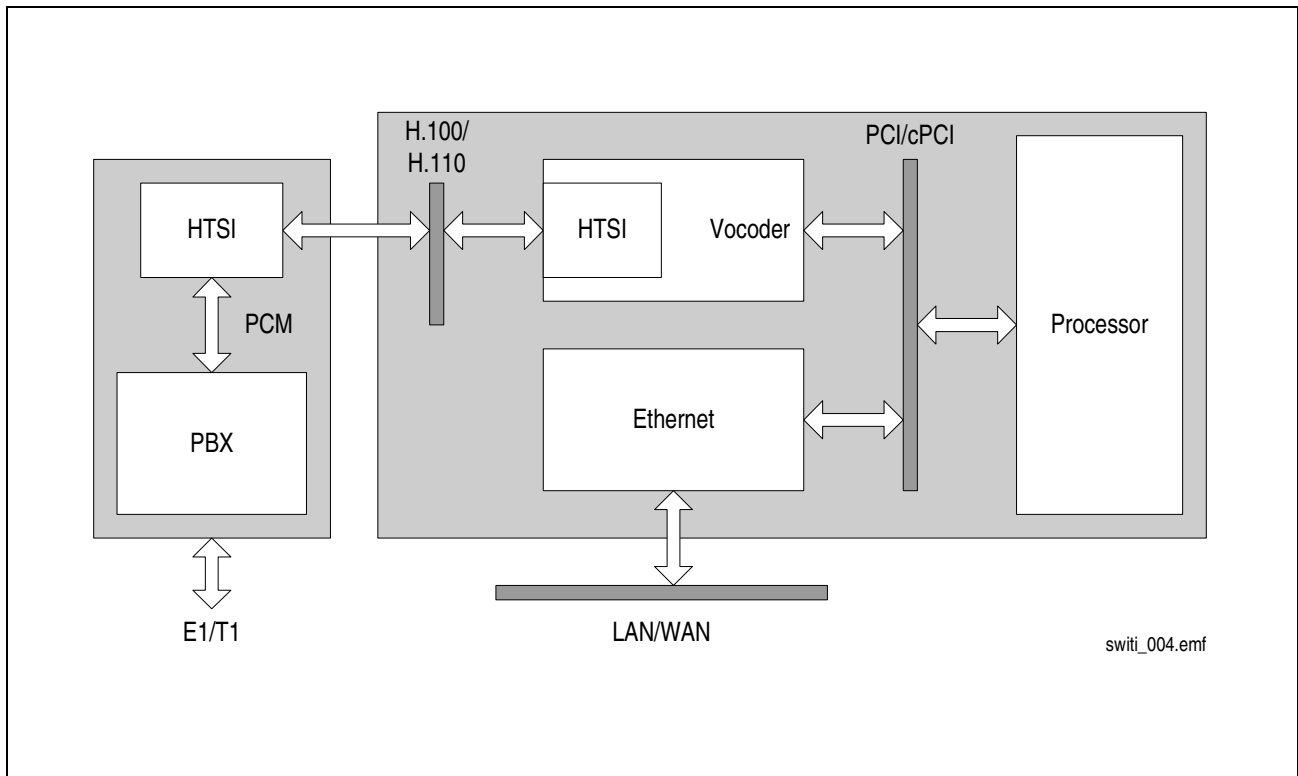 H.100/
H.110
PCI/cPCI
HTSI
HTSI
Vocoder
PCM
Processor
PBX
Ethernet
E1/T1
LAN/WAN
switi_004.emf